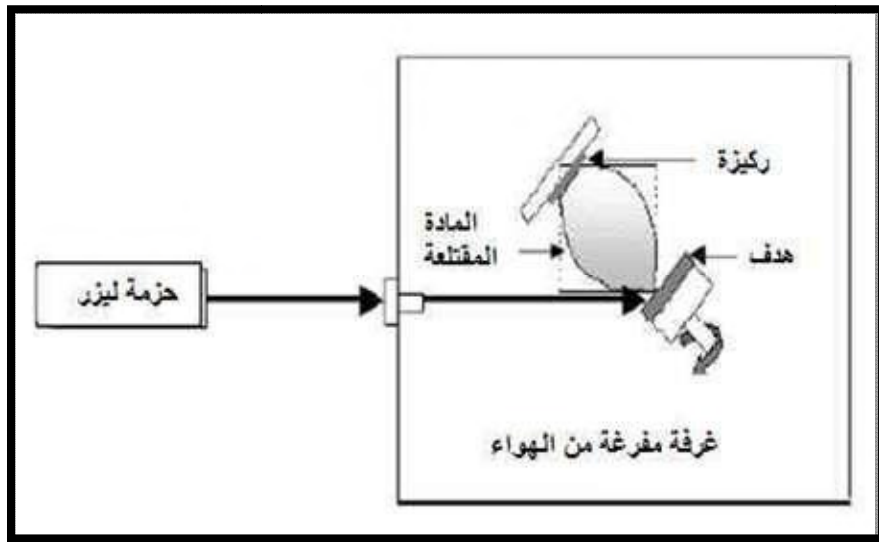 ركيزة
المادة
المقتلعة
هدف
حزمة ليزر
غرفة مفرغة من الهواء